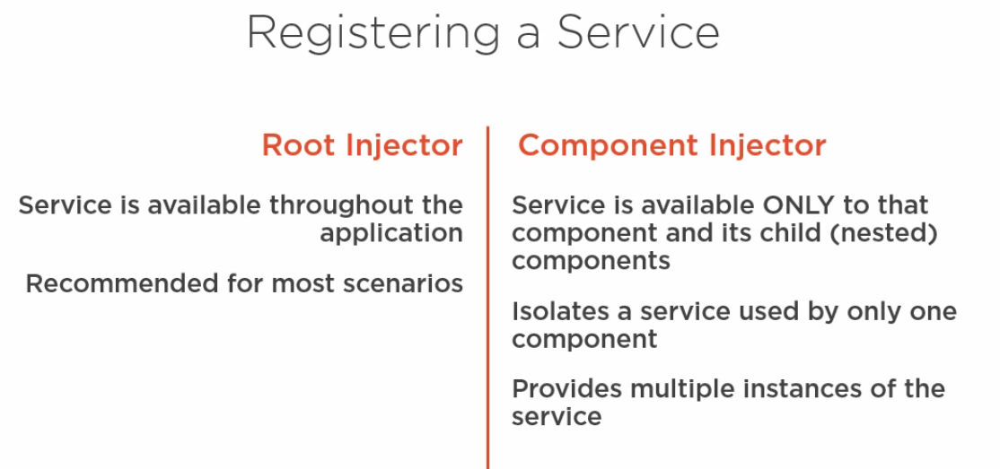 Registering a Service
Root Injector
Service is available throughout the
application
Recommended for most scenarios
Component Injector
Service is available ONLY to that
component and its child (nested)
components
Isolates a service used by only one
component
Provides multiple instances of the
service